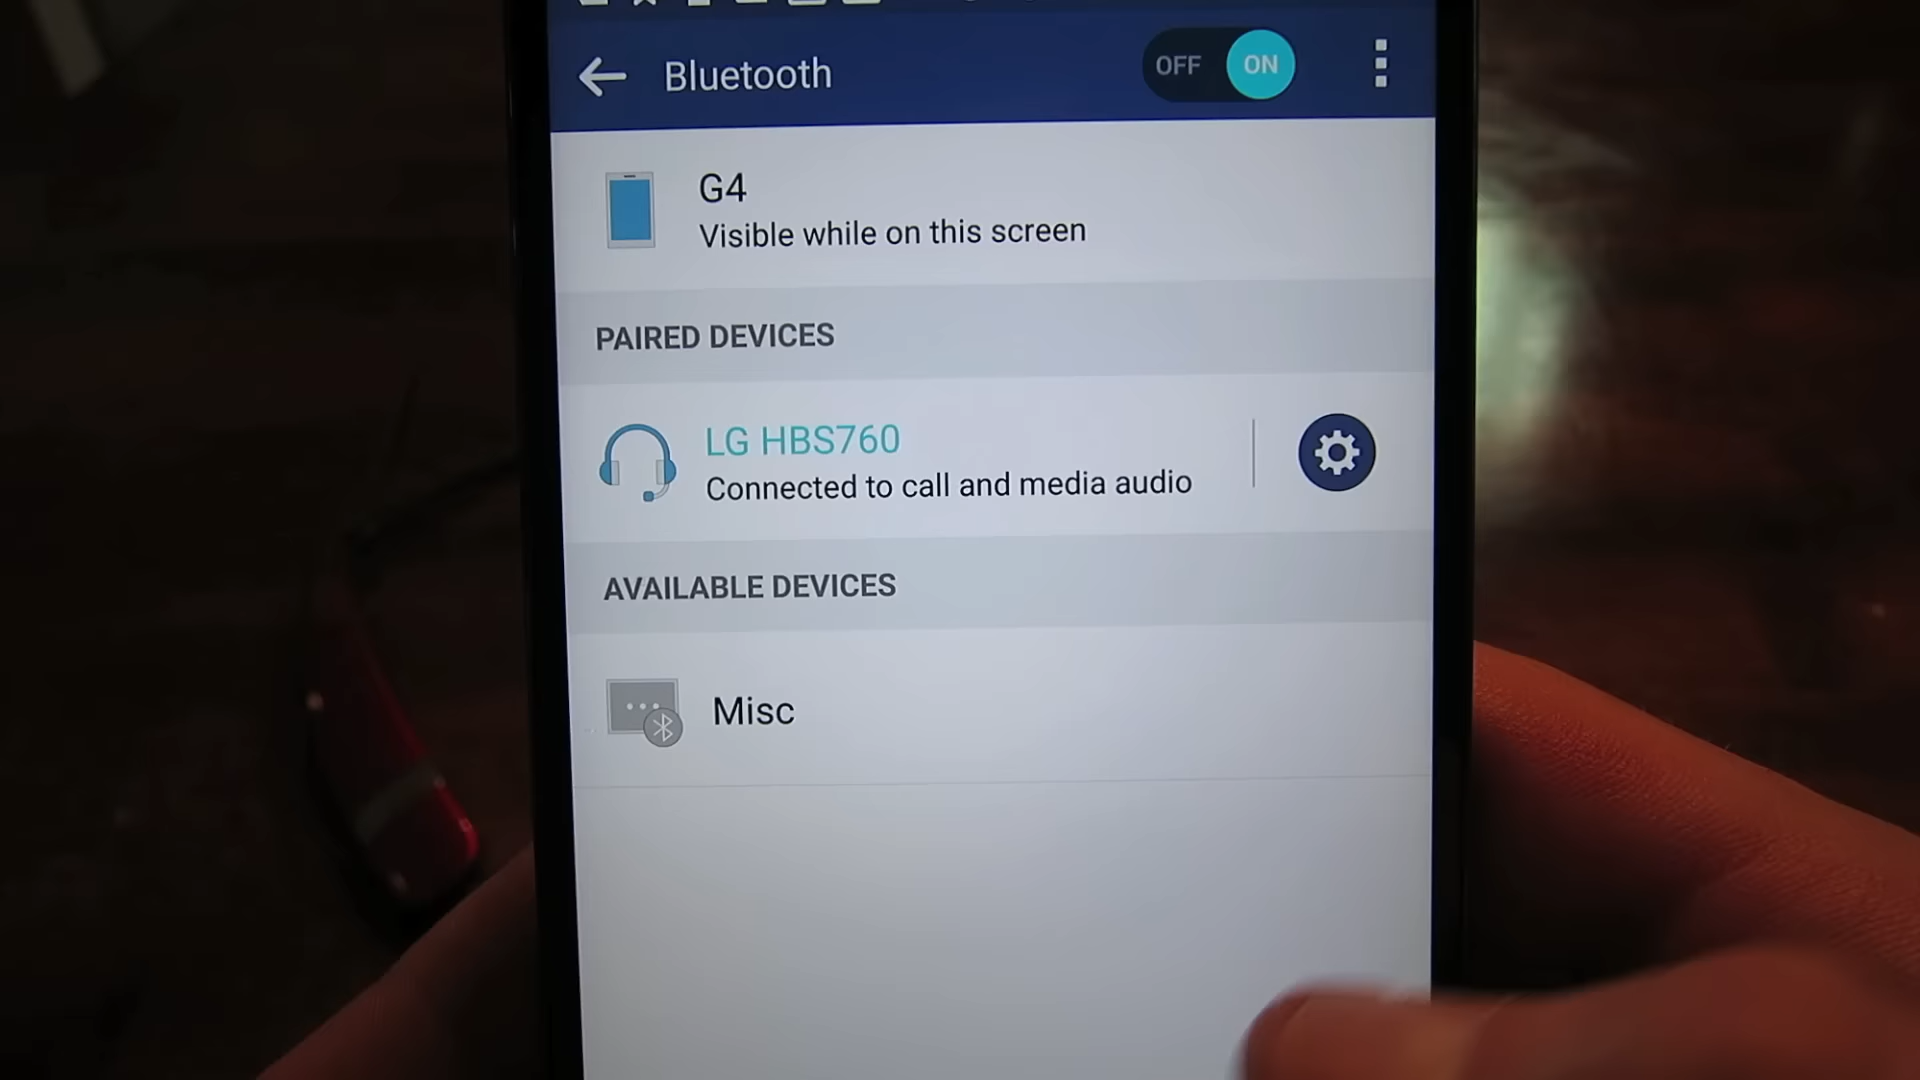 Bluetooth
OFF ON
G4
Visible while on this screen
PAIRED DEVICES
LG HBS760
Connected to call and media audio
AVAILABLE DEVICES
Misc